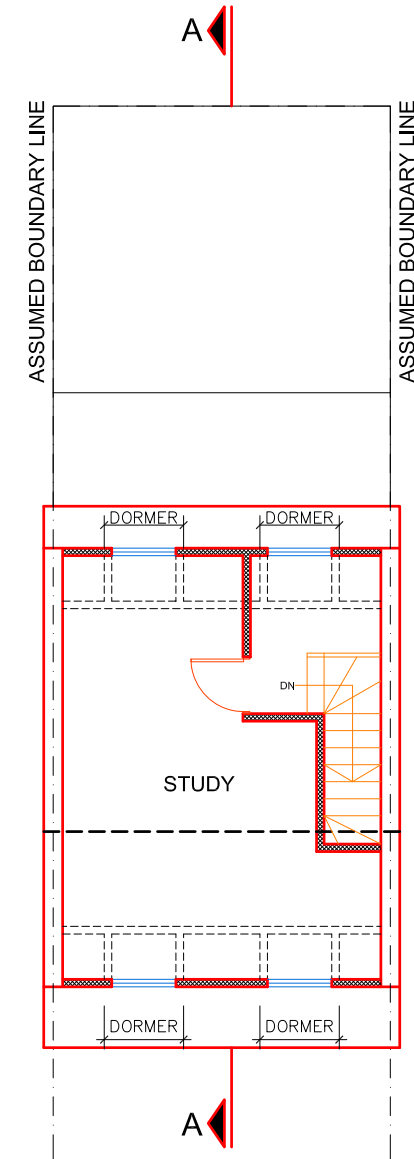 A
ASSUMED BOUNDARY LINE
ASSUMED BOUNDARY LINE
DORMER
DORMER
DN
STUDY
DORMER
DORMER
A